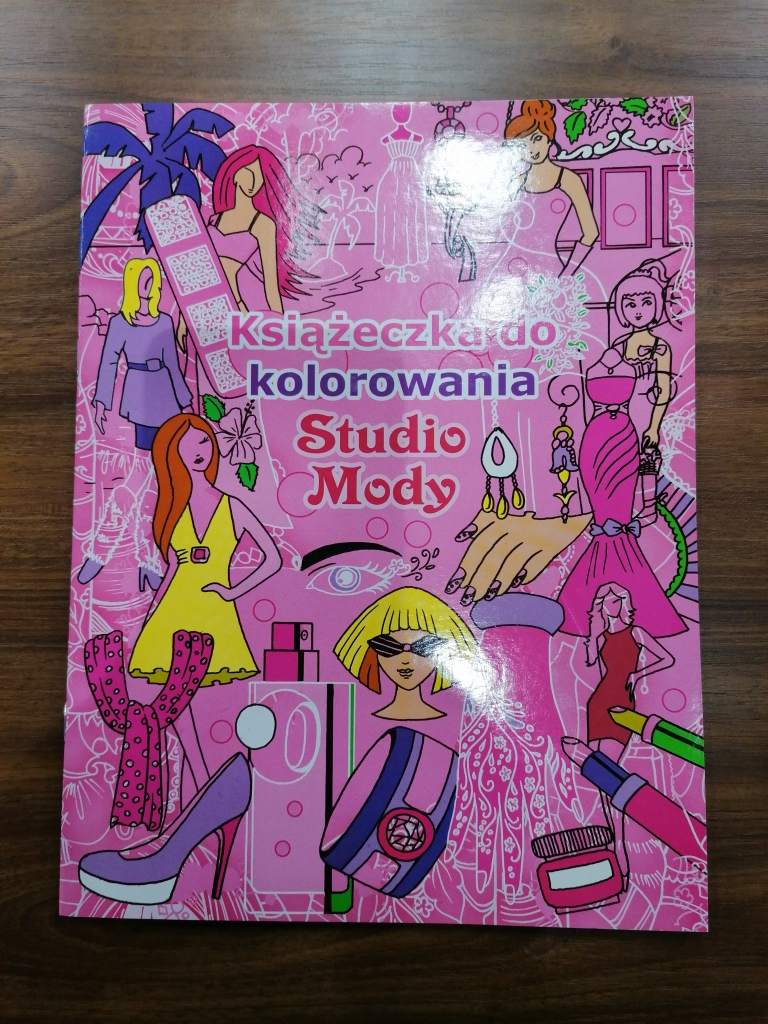 Książeczka do
kolorowania
Studio
Mody